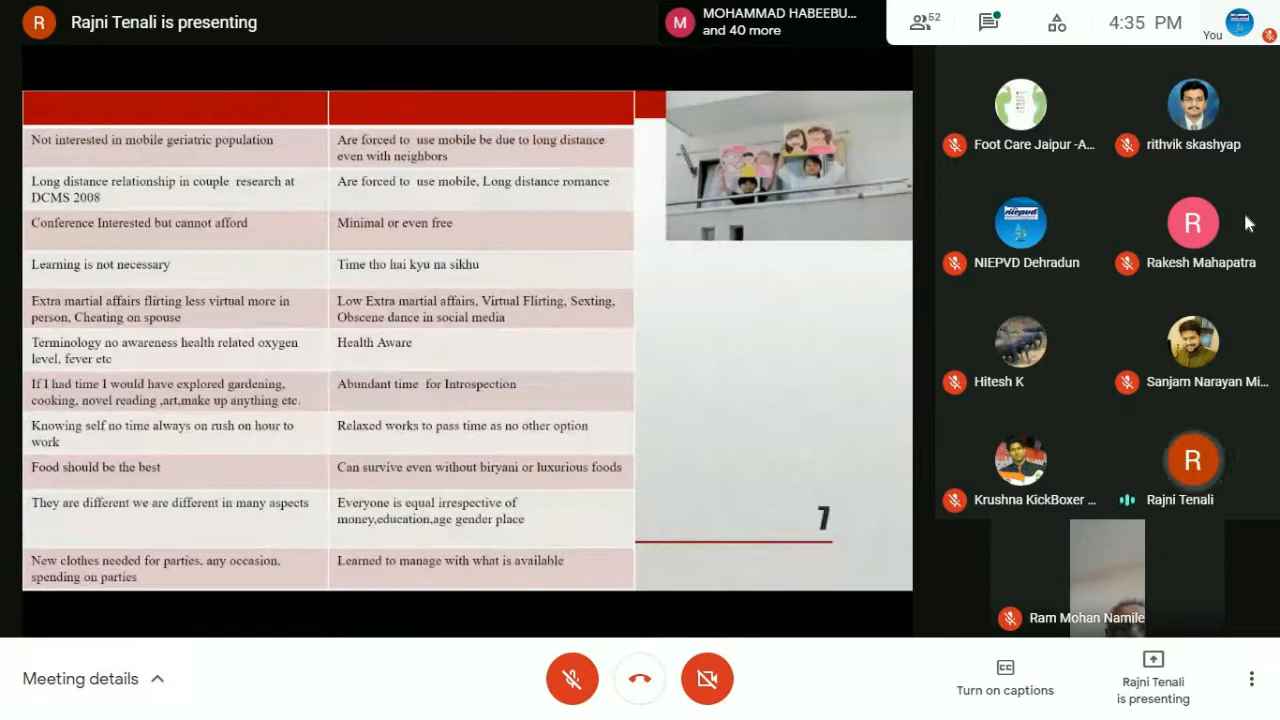 R
Rajni Tenali is presenting
M
MOHAMMAD HABEEBU...
and 40 more
52
4:35 PM
You
Not interested in mobile geriatric population
Are forced to use mobile be due to long distance
even with neighbors
Long distance relationship in couple research at
DCMS 2008
Are forced to use mobile, Long distance romance
Conference Interested but cannot afford
Minimal or even free
Learning is not necessary
Time tho hai kyu na sikhu
Extra martial affairs flirting less virtual more in
person, Cheating on spouse
Low Extra martial affairs, Virtual Flirting, Sexting,
Obscene dance in social media
Terminology no awareness health related oxygen
level, fever etc
Health Aware
If I had time I would have explored gardening,
cooking, novel reading ,art,make up anything etc.
Abundant time for Introspection
Knowing self no time always on rush on hour to
work
Relaxed works to pass time as no other option
Food should be the best
Can survive even without biryani or luxurious foods
They are different we are different in many aspects
Everyone is equal irrespective of
money,education,age gender place
New clothes needed for parties, any occasion,
spending on parties
Learned to manage with what is available
7
Foot Care Jaipur -A...
rithvik skashyap
niepvd
NIEPVD Dehradun
R
Rakesh Mahapatra
Hitesh K
Sanjam Narayan Mi...
Krushna KickBoxer ...
R
Rajni Tenali
Ram Mohan Namile
Meeting details
CC
Turn on captions
Rajni Tenali
is presenting